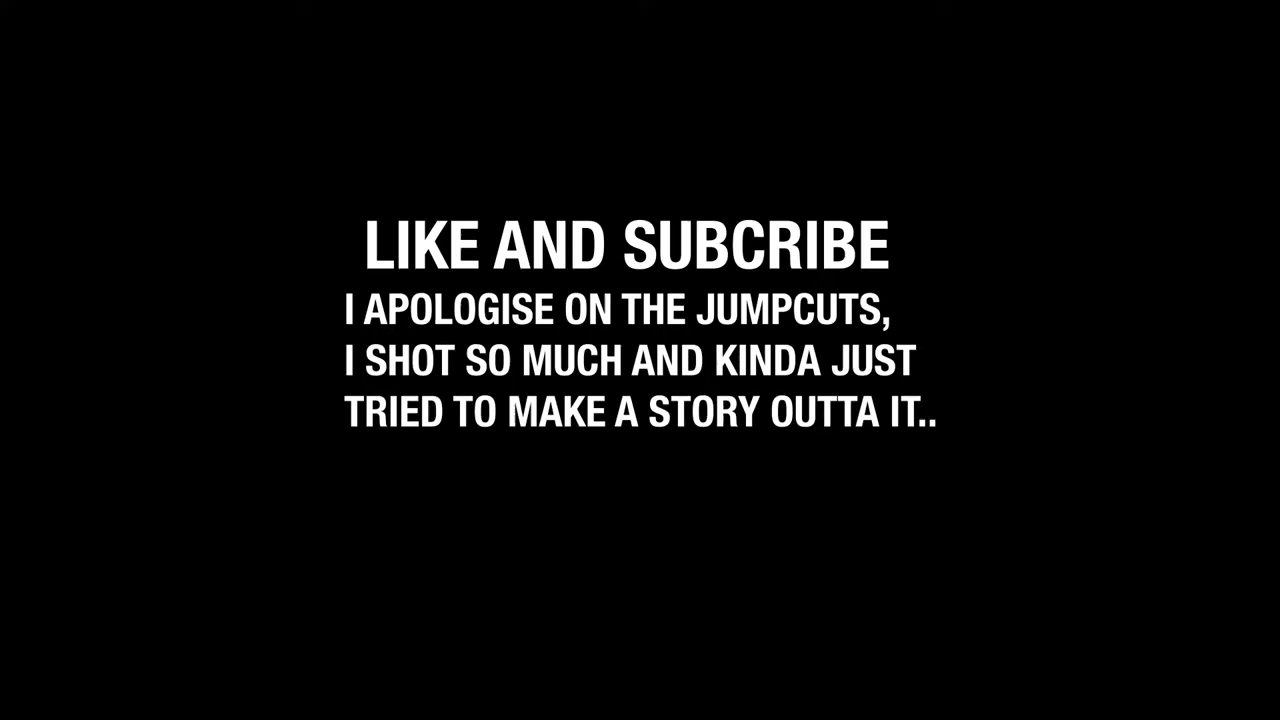 LIKE AND SUBCRIBE
I APOLOGISE ON THE JUMPCUTS,
I SHOT SO MUCH AND KINDA JUST
TRIED TO MAKE A STORY OUTTA IT..